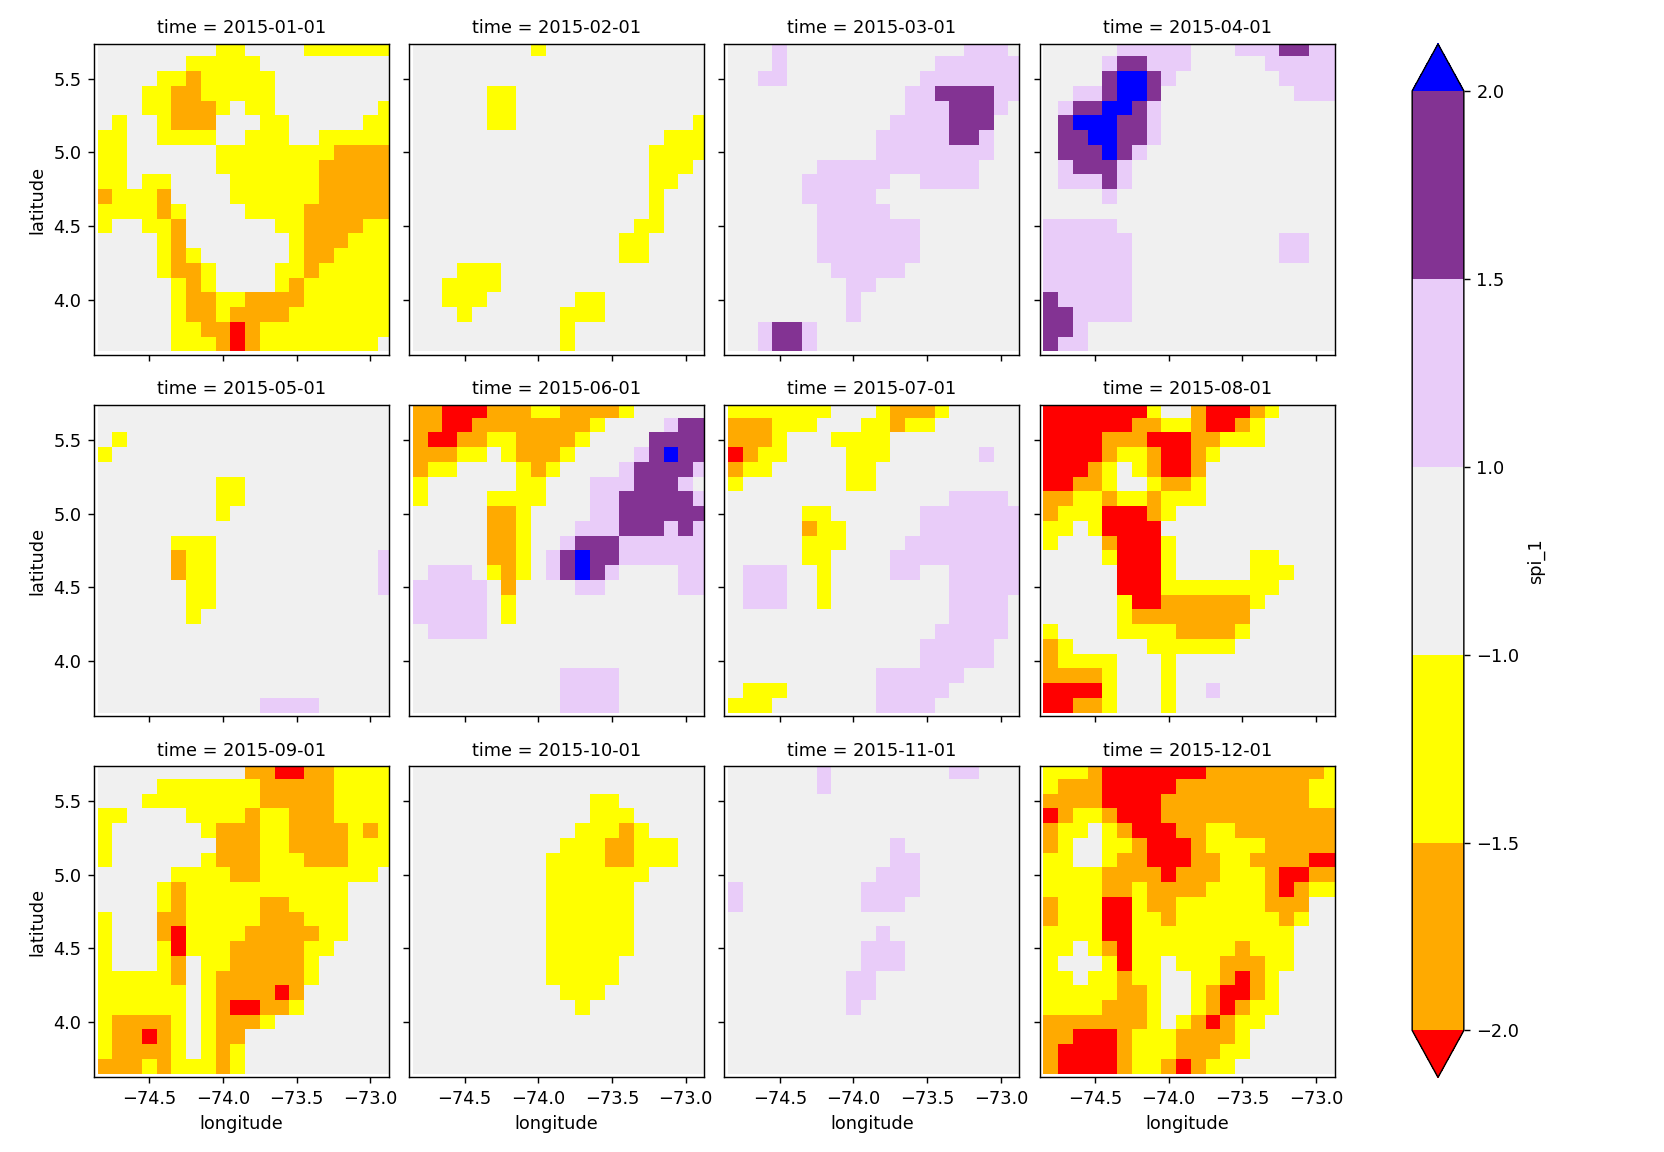 time = 2015-01-01
time = 2015-02-01
time = 2015-03-01
time = 2015-04-01
5.5
5.0
4.5
4.0
latitude
time = 2015-05-01
time = 2015-06-01
time = 2015-07-01
time = 2015-08-01
5.5
5.0
4.5
4.0
latitude
time = 2015-09-01
time = 2015-10-01
time = 2015-11-01
time = 2015-12-01
5.5
5.0
4.5
4.0
latitude
−74.5 −74.0 −73.5 −73.0
longitude
−74.5 −74.0 −73.5 −73.0
longitude
−74.5 −74.0 −73.5 −73.0
longitude
−74.5 −74.0 −73.5 −73.0
longitude
2.0
1.5
1.0
−1.0
−1.5
−2.0
spi_1